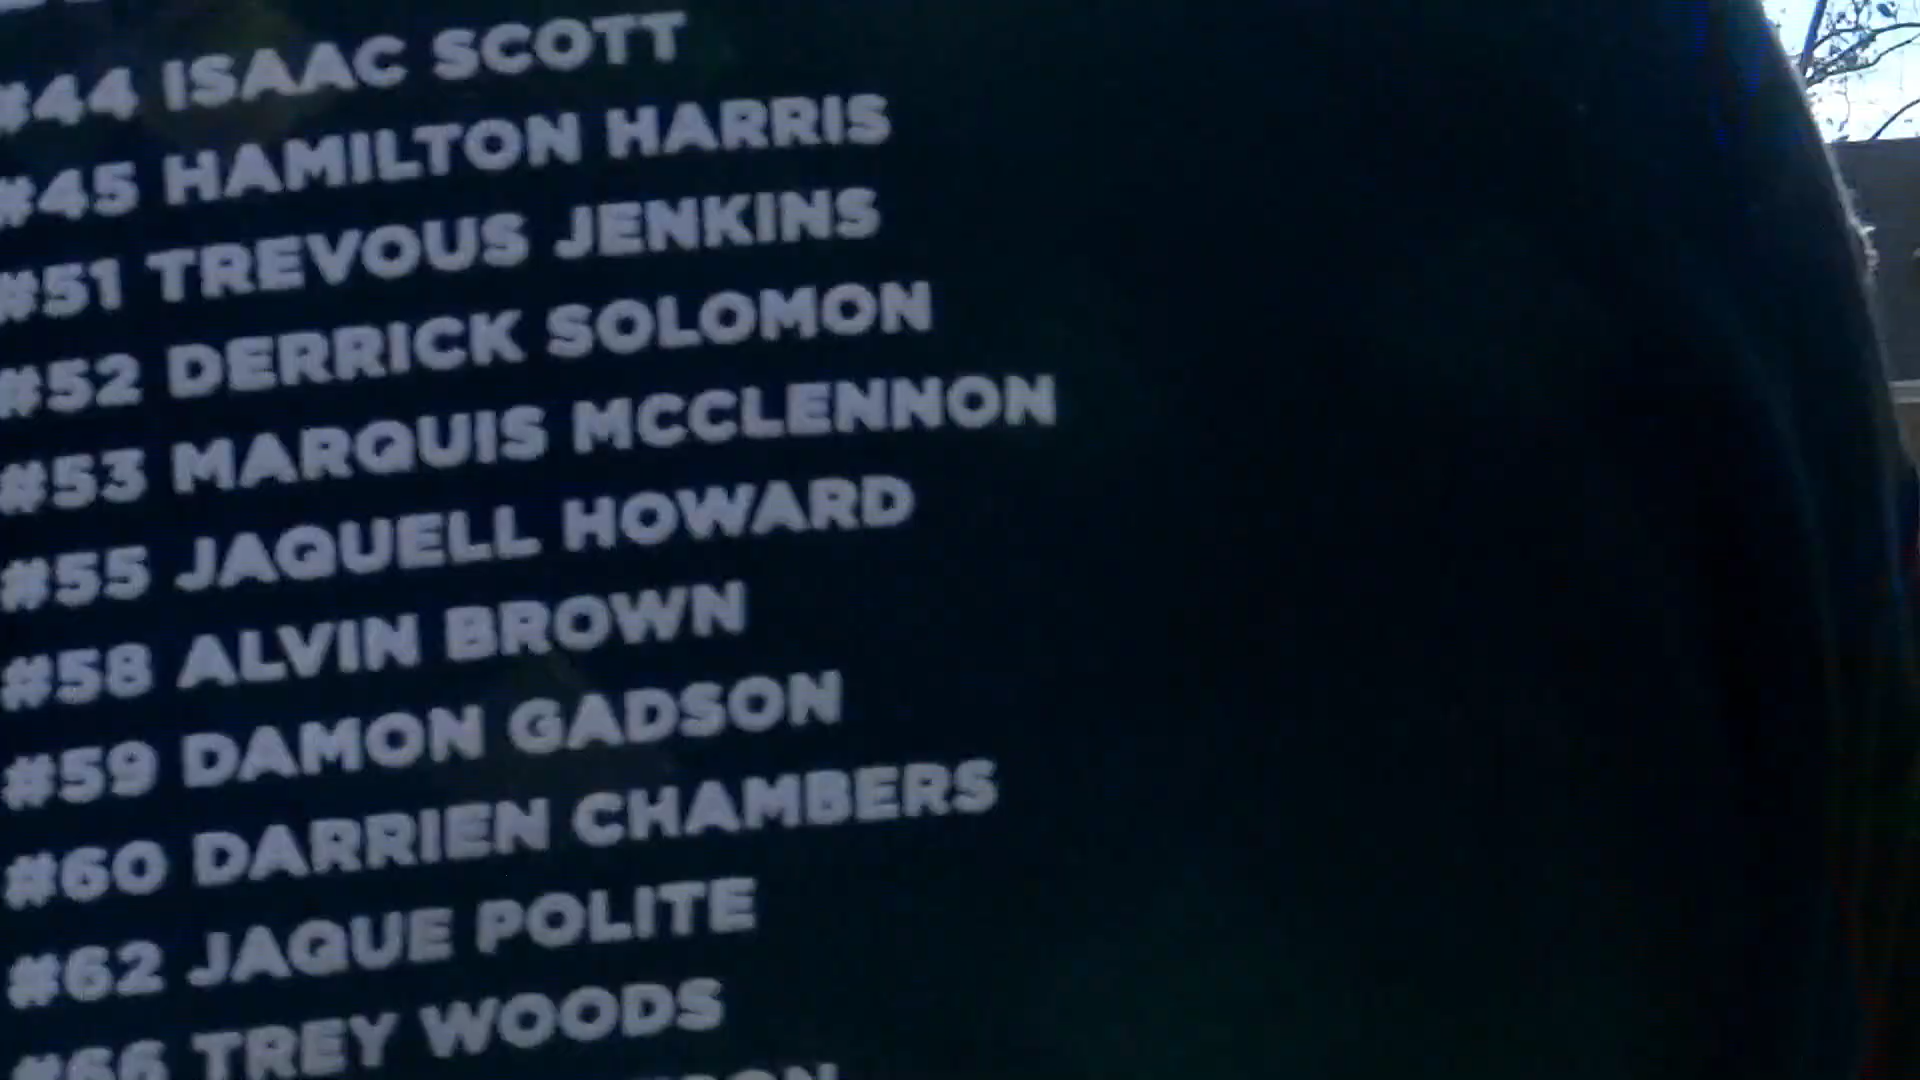 #44 ISAAC SCOTT
#45 HAMILTON HARRIS
#51 TREVOUS JENKINS
#52 DERRICK SOLOMON
#53 MARQUIS MCCLENNON
#55 JAQUELL HOWARD
#58 ALVIN BROWN
#59 DAMON GADSON
#60 DARRIEN CHAMBERS
#62 JAQUE POLITE
#66 TREY WOODS